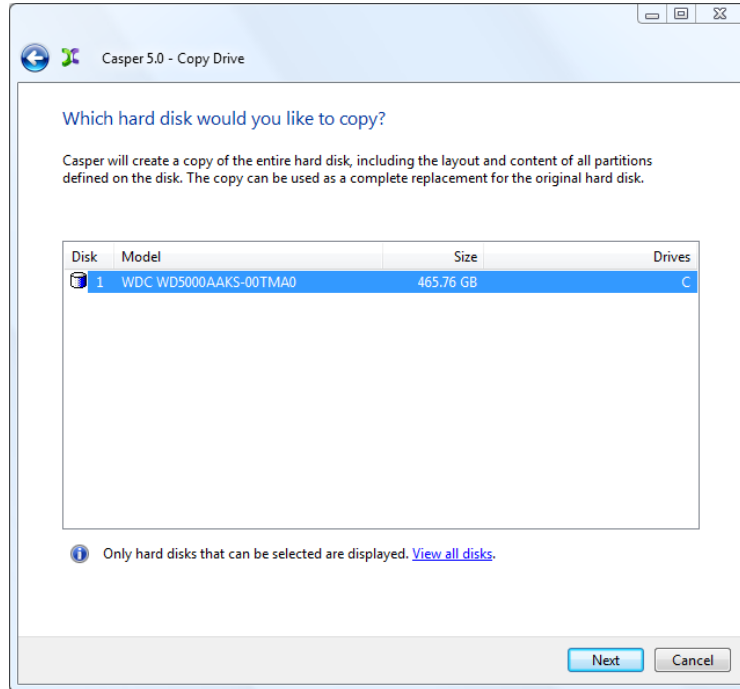 Casper 5.0 - Copy Drive
Which hard disk would you like to copy?
Casper will create a copy of the entire hard disk, including the layout and content of all partitions
defined on the disk. The copy can be used as a complete replacement for the original hard disk.
Disk Model Size Drives
1 WDC WD5000AAKS-00TMA0 465.76 GB C
Only hard disks that can be selected are displayed. View all disks.
Next Cancel